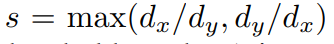 s = max(d_x/d_y, d_y/d_x)